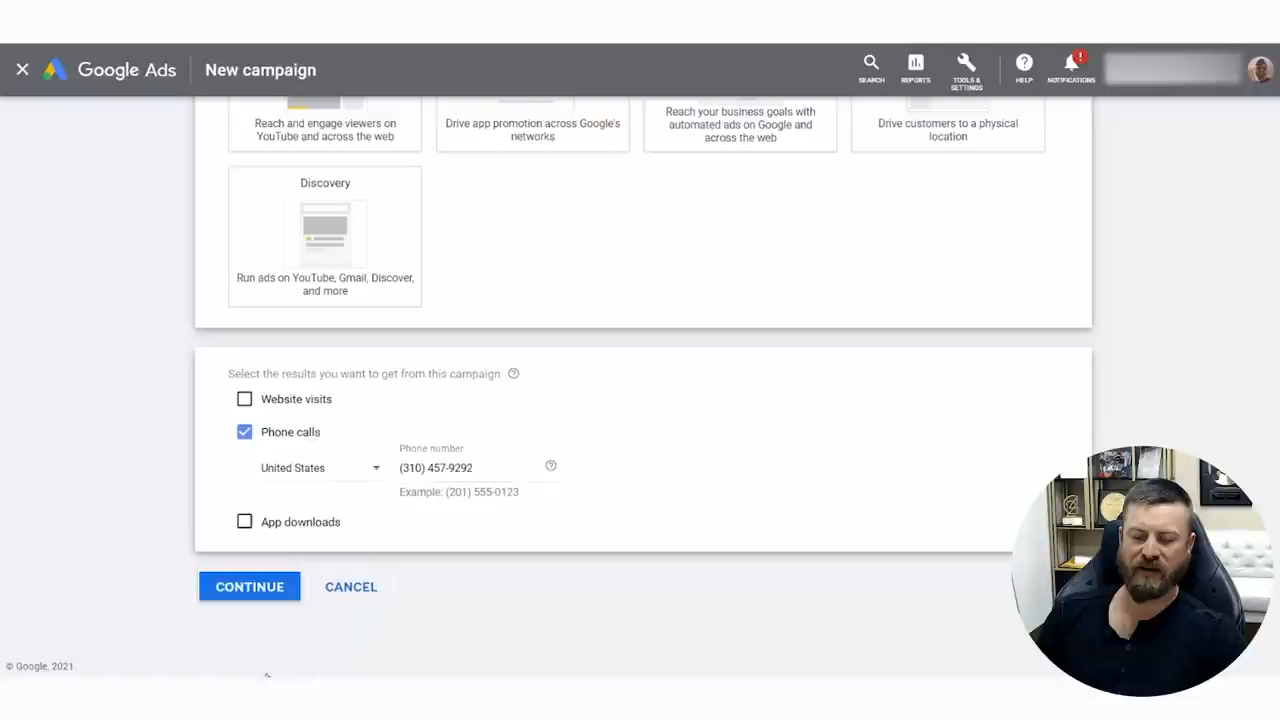 Google Ads
New campaign
SEARCH
REPORTS
TOOLS &
SETTINGS
HELP
!
NOTIFICATIONS
Reach and engage viewers on
YouTube and across the web
Drive app promotion across Google's
networks
Reach your business goals with
automated ads on Google and
across the web
Drive customers to a physical
location
Discovery
Run ads on YouTube, Gmail, Discover,
and more
Select the results you want to get from this campaign
Website visits
Phone calls
Phone number
United States
(310) 457-9292
Example: (201) 555-0123
App downloads
CONTINUE
CANCEL
© Google, 2021